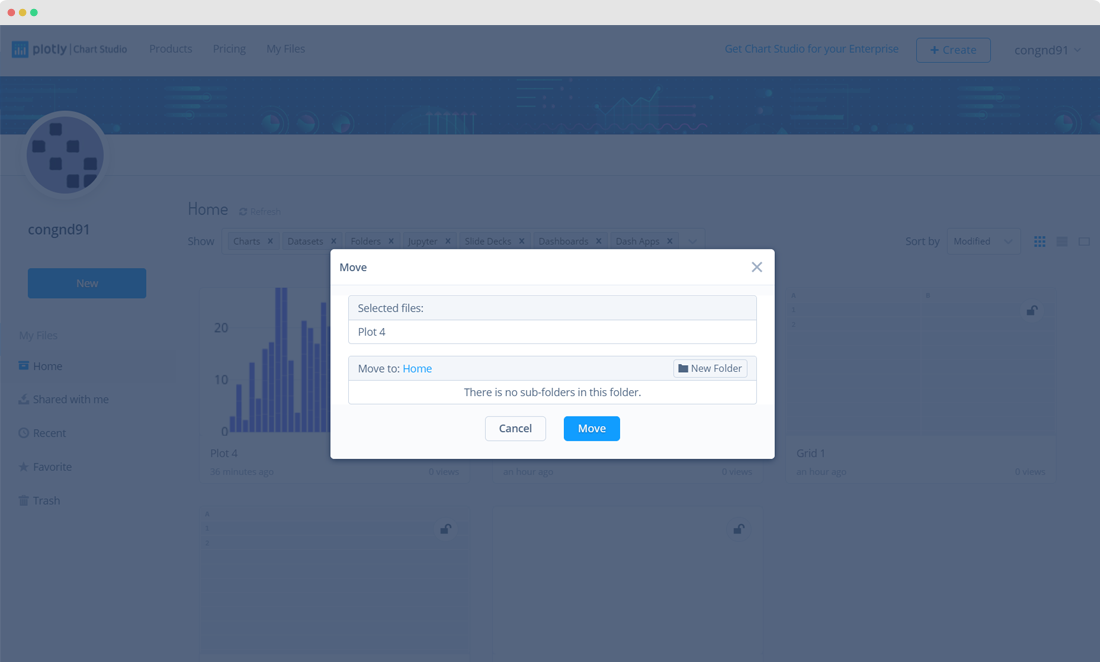 plotly | Chart Studio Products Pricing My Files Get Chart Studio for your Enterprise + Create congnd91
congnd91
New
My Files
Home
Shared with me
Recent
Favorite
Trash
Home Refresh
Show Charts × Datasets × Folders × Jupyter × Slide Decks × Dashboards × Dash Apps × Sort by Modified
Move
Selected files:
Plot 4
Move to: Home New Folder
There is no sub-folders in this folder.
Cancel Move
20
10
0
Plot 4
36 minutes ago 0 views
an hour ago 0 views
Grid 1
an hour ago 0 views
1
2